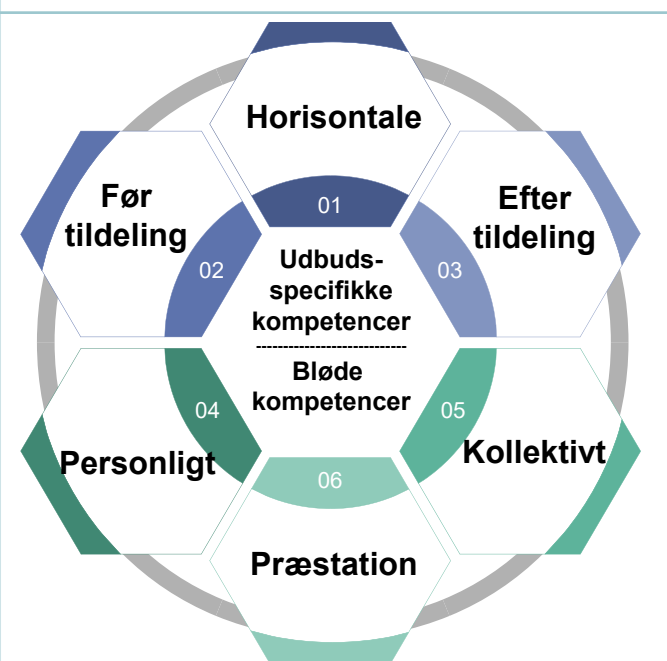 Horisontale
01
Før
tildeling
02
Efter
tildeling
03
Udbuds-
specifikke
kompetencer
Bløde
kompetencer
04
Personligt
05
Kollektivt
06
Præstation